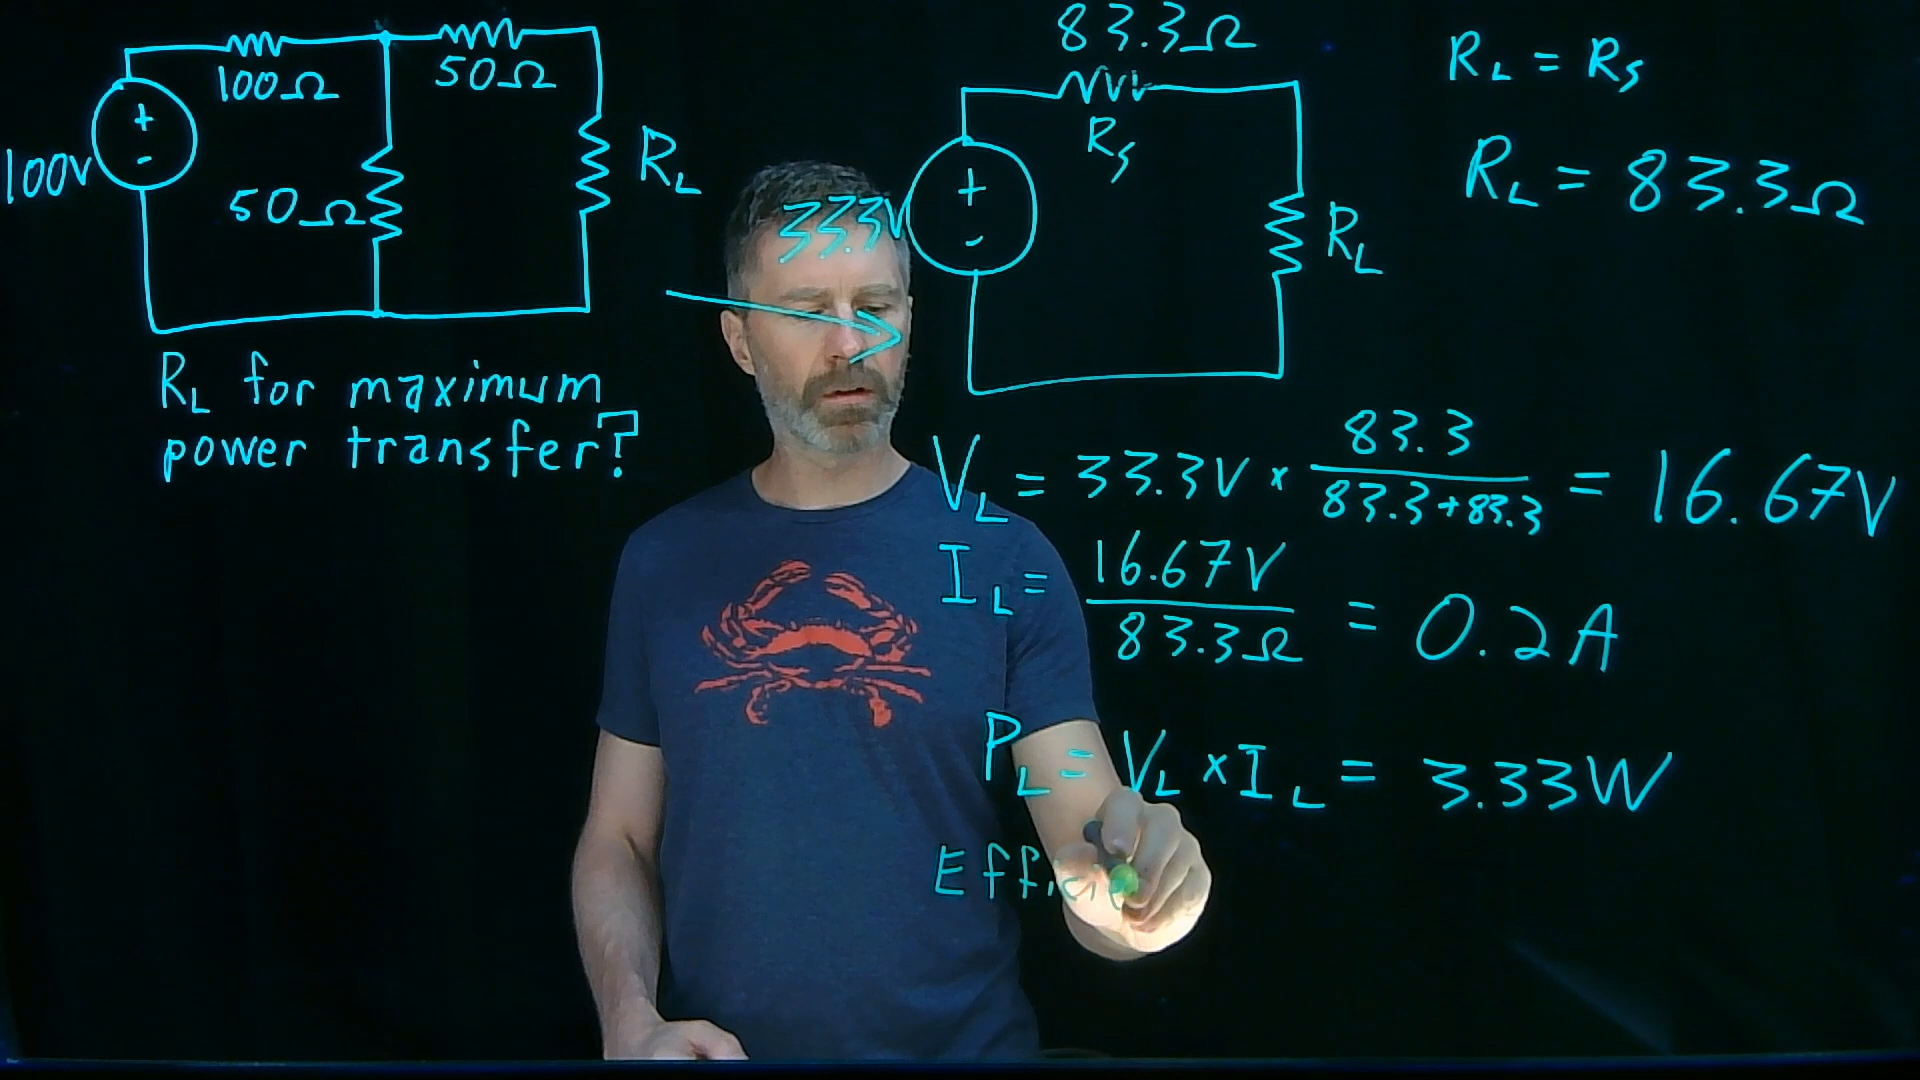 100Ω
50Ω
100V
+
-
50Ω
R_L
R_L for maximum
power transfer?
83.3Ω
R_S
33.3V
+
-
R_L
R_L = R_S
R_L = 83.3Ω
V_L = 33.3V × 83.3 / 83.3+83.3 = 16.67V
I_L = 16.67V / 83.3Ω = 0.2A
P_L = V_L × I_L = 3.33W